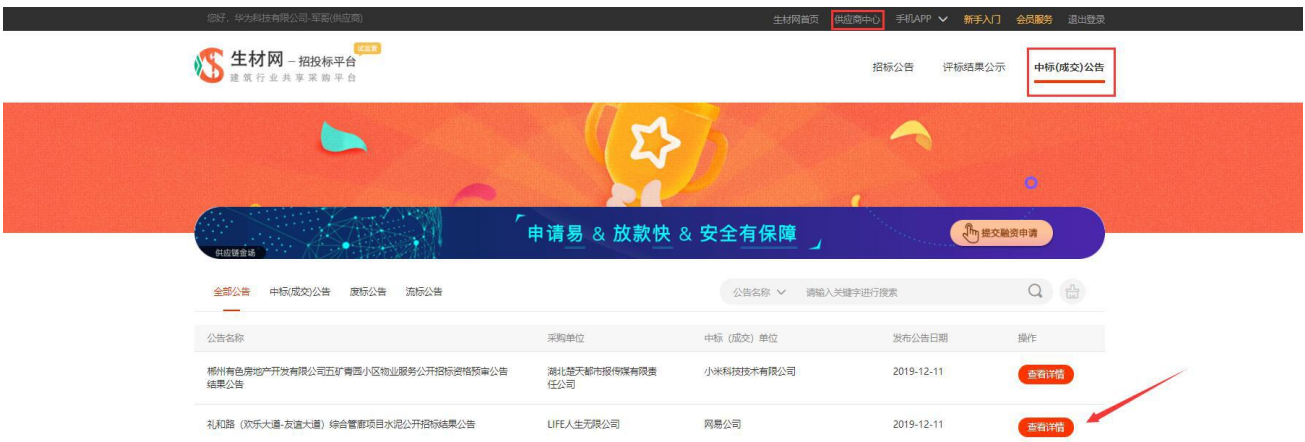 您好，华为科技有限公司-军哥(供应商)
生材网首页 供应商中心 手机APP 新手入门 会员服务 退出登录
生材网 – 招投标平台 试运营
建筑行业共享采购平台
招标公告 评标结果公示 中标(成交)公告
申请易 & 放款快 & 安全有保障
提交融资申请
供应链金场
全部公告 中标(成交)公告 废标公告 流标公告
公告名称 请输入关键字进行搜索
公告名称 采购单位 中标（成交）单位 发布公告日期 操作
郴州有色房地产开发有限公司五矿青园小区物业服务公开招标资格预审公告 湖北楚天都市报传媒有限责 小米科技技术有限公司 2019-12-11 查看详情
结果公告 任公司
礼和路（欢乐大道-友谊大道）综合管廊项目水泥公开招标结果公告 LIFE人生无限公司 网易公司 2019-12-11 查看详情